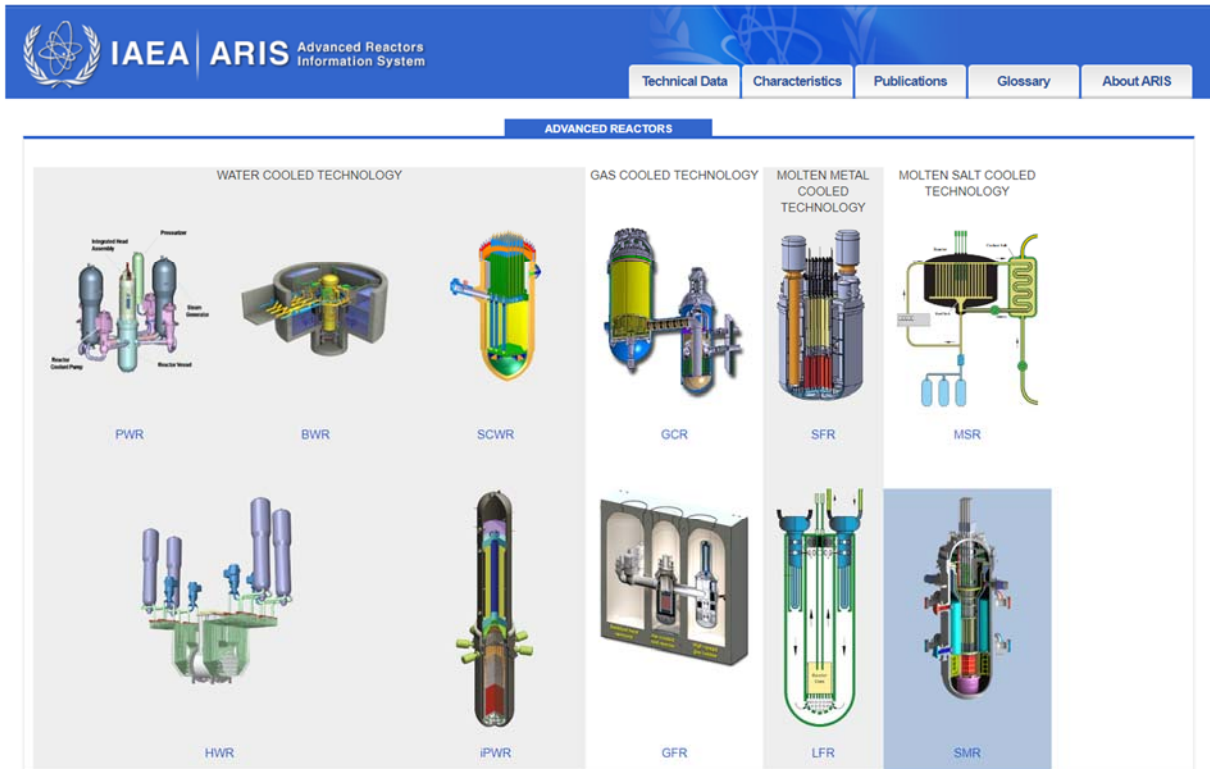 IAEA | ARIS Advanced Reactors
Information System
Technical Data
Characteristics
Publications
Glossary
About ARIS
ADVANCED REACTORS
WATER COOLED TECHNOLOGY
GAS COOLED TECHNOLOGY
MOLTEN METAL
COOLED
TECHNOLOGY
MOLTEN SALT COOLED
TECHNOLOGY
Integrated Head
Assembly
Pressurizer
Steam
Generator
Reactor
Coolant Pump
Reactor Vessel
PWR
BWR
SCWR
GCR
SFR
MSR
HWR
iPWR
GFR
LFR
SMR